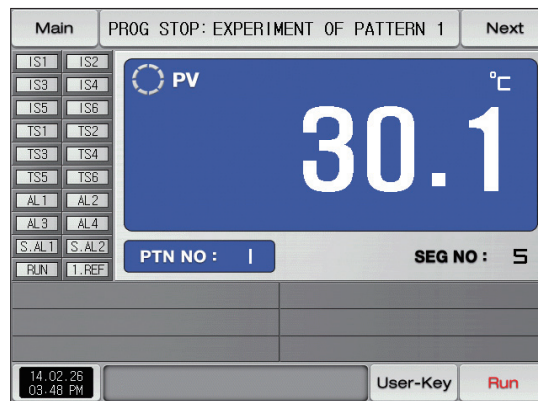 Main PROG STOP: EXPERIMENT OF PATTERN 1 Next
IS1 IS2
IS3 IS4
IS5 IS6
TS1 TS2
TS3 TS4
TS5 TS6
AL1 AL2
AL3 AL4
S.AL1 S.AL2
RUN 1.REF
PV
℃
30.1
PTN NO : 1
SEG NO : 5
14.02.26
03:48 PM
User-Key Run